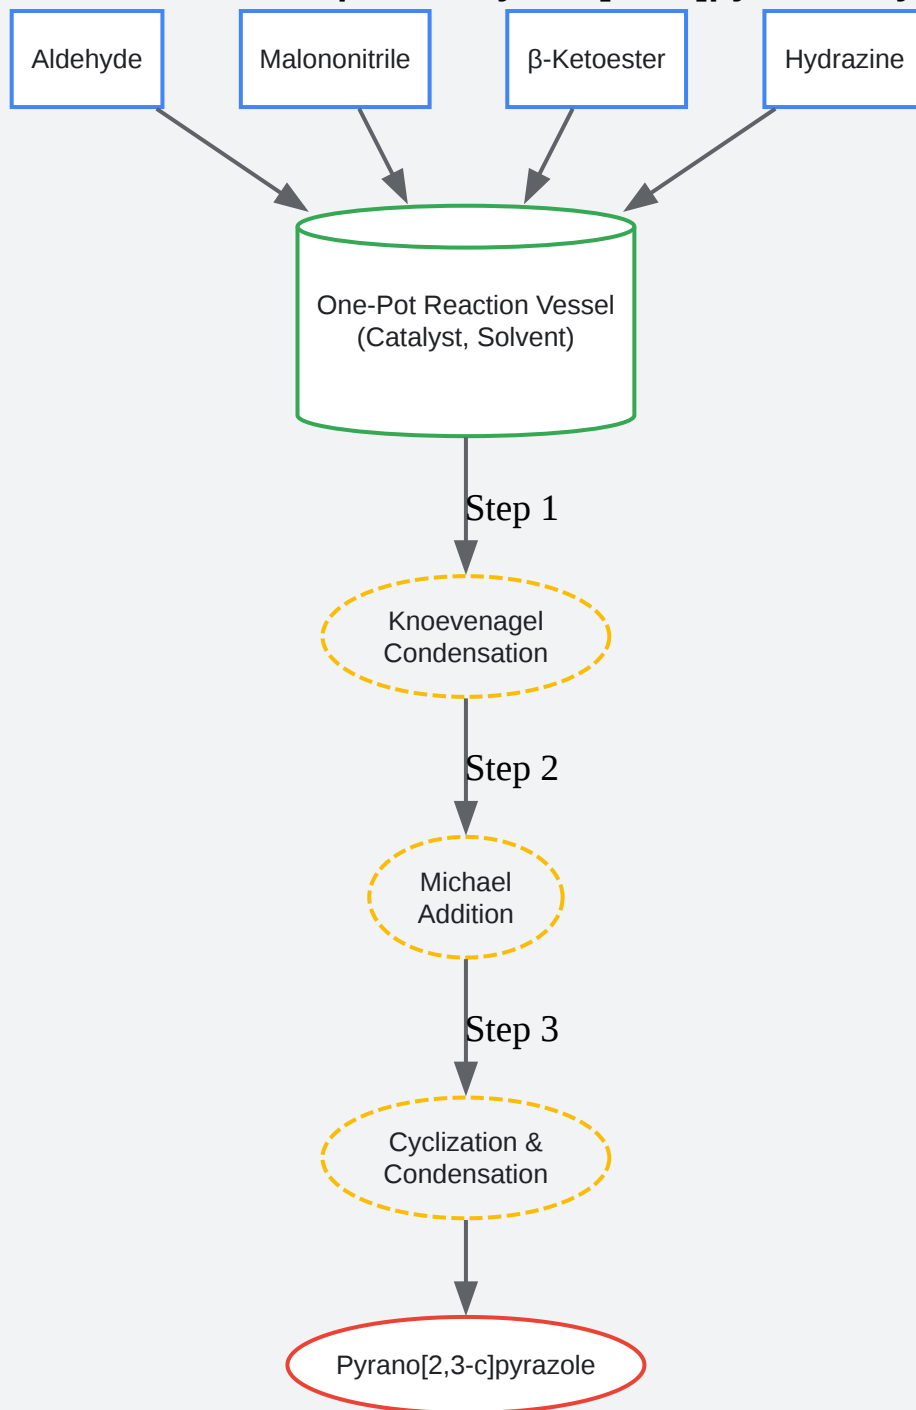 Aldehyde
Malononitrile
β-Ketoester
Hydrazine
One-Pot Reaction Vessel
(Catalyst, Solvent)
Step 1
Knoevenagel
Condensation
Step 2
Michael
Addition
Step 3
Cyclization &
Condensation
Pyrano[2,3-c]pyrazole